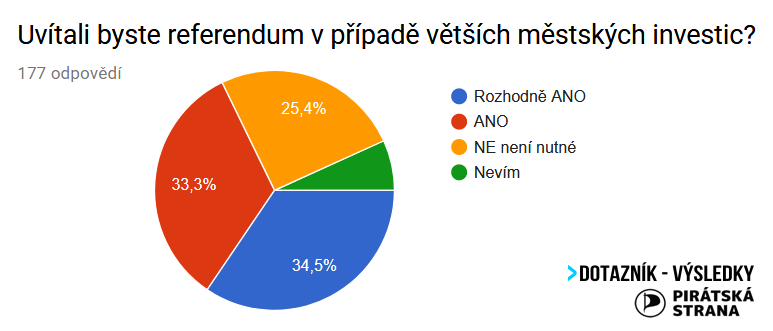 Uvítali byste referendum v případě větších městských investic?
177 odpovědí
25,4%
33,3%
34,5%
Rozhodně ANO
ANO
NE není nutné
Nevím
DOTAZNÍK - VÝSLEDKY
PIRÁTSKÁ
STRANA